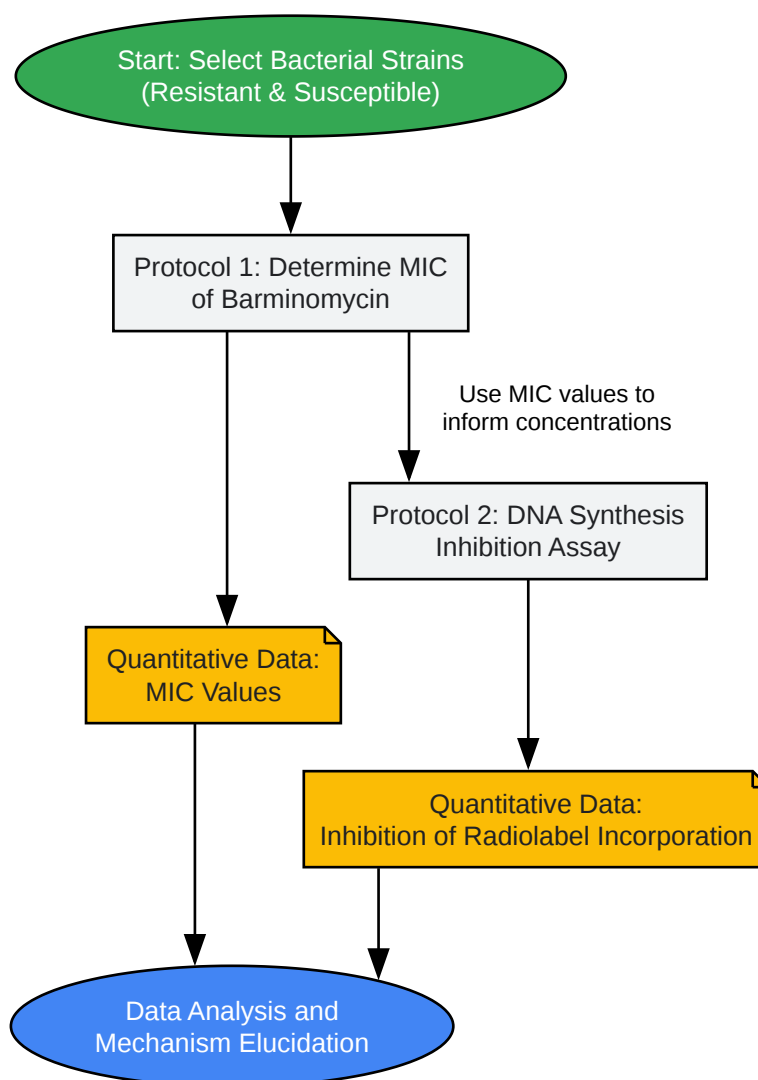 Start: Select Bacterial Strains
(Resistant & Susceptible)
Protocol 1: Determine MIC
of Barminomycin
Use MIC values to
inform concentrations
Protocol 2: DNA Synthesis
Inhibition Assay
Quantitative Data:
MIC Values
Quantitative Data:
Inhibition of Radiolabel Incorporation
Data Analysis and
Mechanism Elucidation